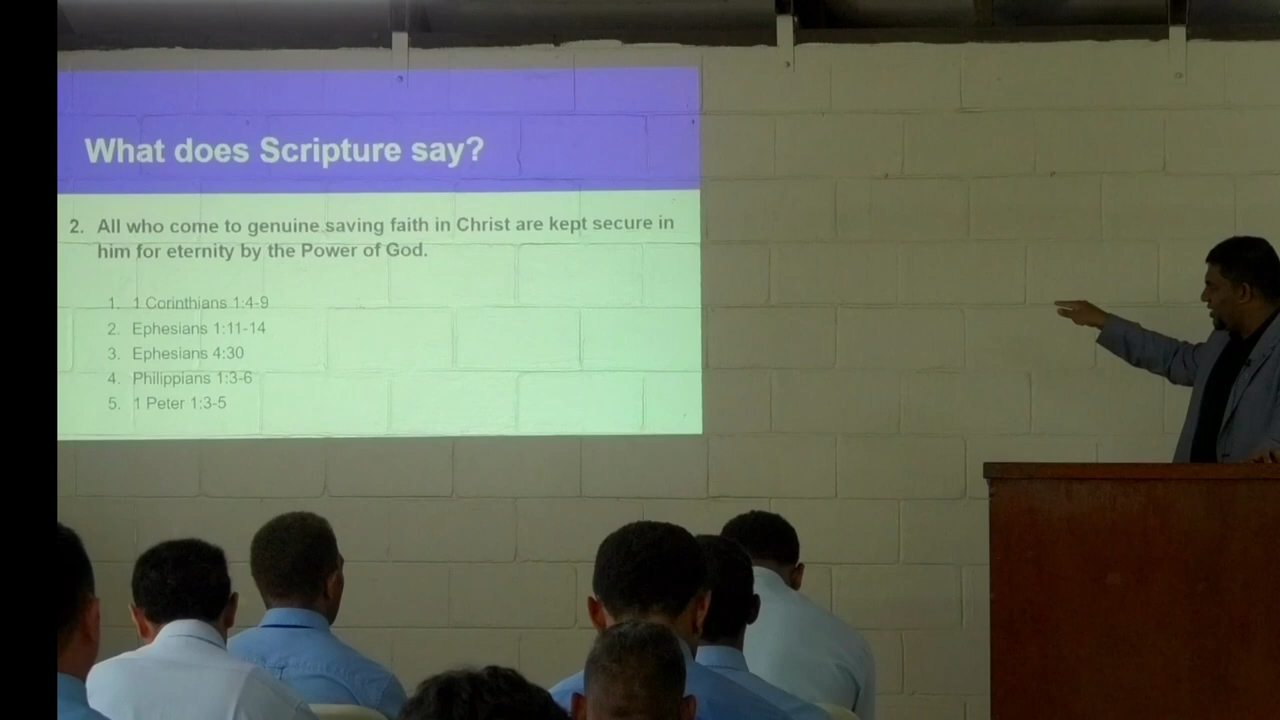 What does Scripture say?
2. All who come to genuine saving faith in Christ are kept secure in
him for eternity by the Power of God.
1. 1 Corinthians 1:4-9
2. Ephesians 1:11-14
3. Ephesians 4:30
4. Philippians 1:3-6
5. 1 Peter 1:3-5